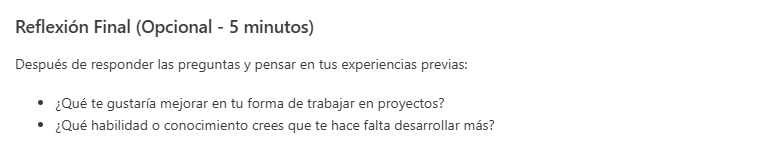 Reflexión Final (Opcional - 5 minutos)
Después de responder las preguntas y pensar en tus experiencias previas:
• ¿Qué te gustaría mejorar en tu forma de trabajar en proyectos?
• ¿Qué habilidad o conocimiento crees que te hace falta desarrollar más?